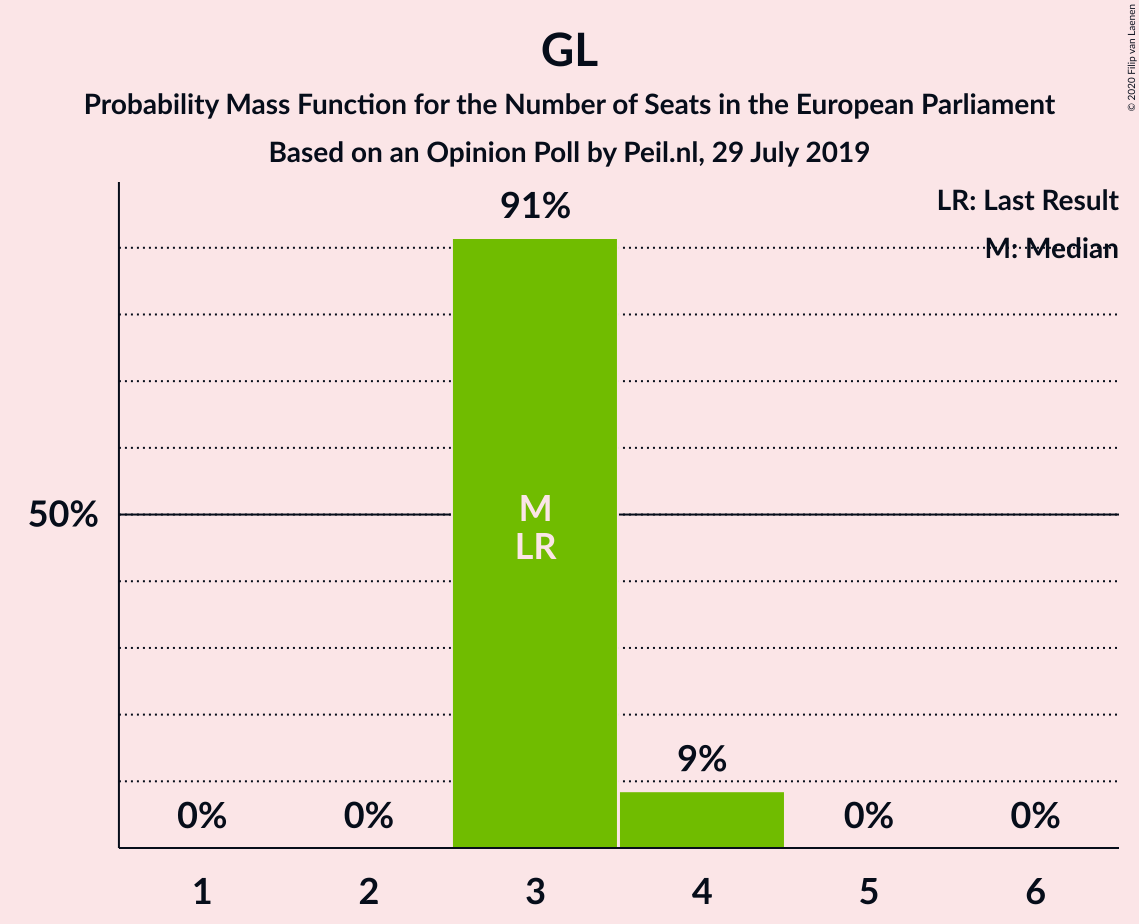 GL
Probability Mass Function for the Number of Seats in the European Parliament
Based on an Opinion Poll by Peil.nl, 29 July 2019
© 2020 Filip van Laenen
LR: Last Result
M: Median
91%
50%
M
LR
9%
0%
0%
0%
0%
1
2
3
4
5
6